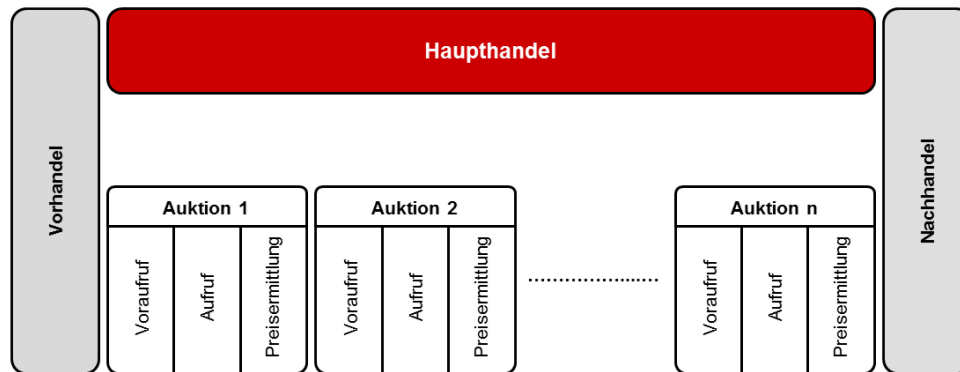 Haupthandel
Vorhandel
Nachhandel
Auktion 1
Voraufruf
Aufruf
Preisermittlung
Auktion 2
Voraufruf
Aufruf
Preisermittlung
Auktion n
Voraufruf
Aufruf
Preisermittlung